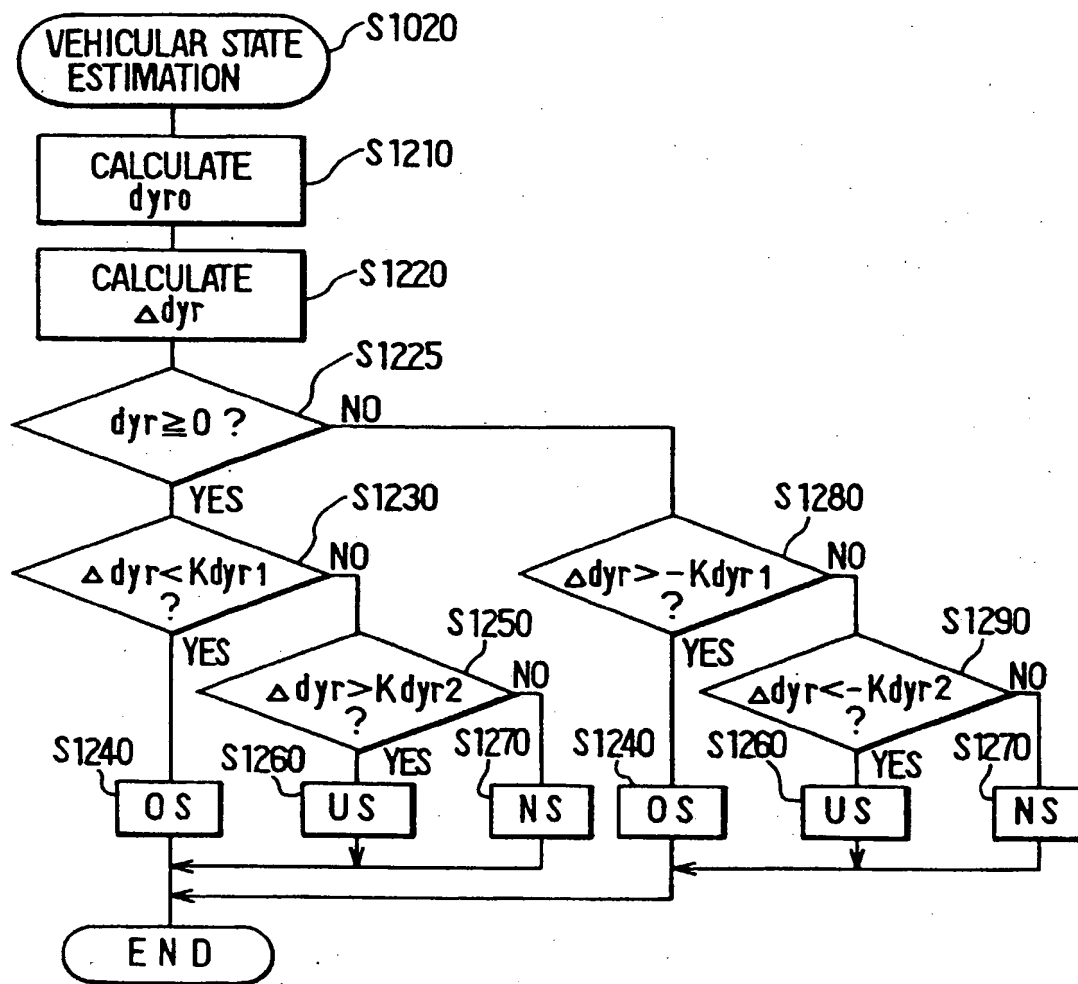 VEHICULAR STATE
ESTIMATION
S1020
CALCULATE
dyro
S1210
CALCULATE
Δdyr
S1220
dyr≧0 ?
S1225
NO
YES
Δdyr<Kdyr1
?
S1230
NO
YES
Δdyr>-Kdyr1
?
S1280
NO
YES
Δdyr>Kdyr2
?
S1250
NO
YES
Δdyr<-Kdyr2
?
S1290
NO
YES
S1240
OS
S1260
US
S1270
NS
S1240
OS
S1260
US
S1270
NS
END